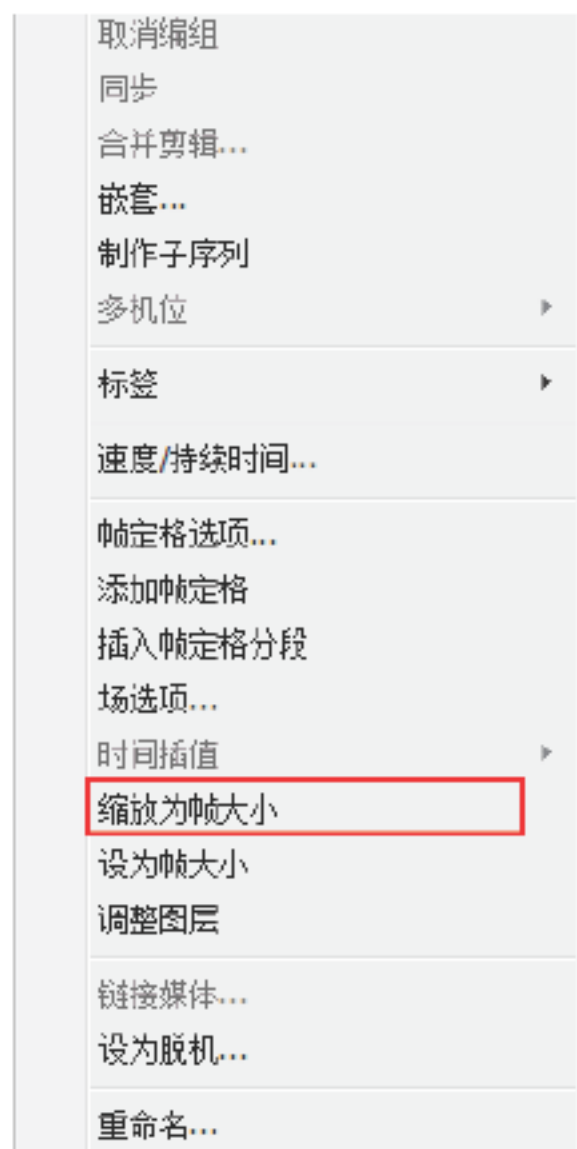 取消编组
同步
合并剪辑...
嵌套...
制作子序列
多机位
标签
速度/持续时间...
帧定格选项...
添加帧定格
插入帧定格分段
场选项...
时间插值
缩放为帧大小
设为帧大小
调整图层
链接媒体...
设为脱机...
重命名...